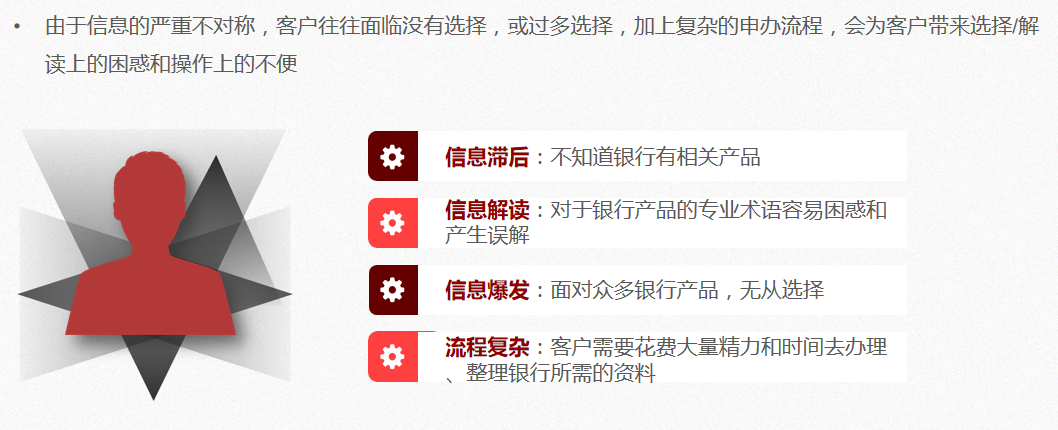 • 由于信息的严重不对称，客户往往面临没有选择，或过多选择，加上复杂的申办流程，会为客户带来选择/解
读上的困惑和操作上的不便
信息滞后：不知道银行有相关产品
信息解读：对于银行产品的专业术语容易困惑和
产生误解
信息爆发：面对众多银行产品，无从选择
流程复杂：客户需要花费大量精力和时间去办理
、整理银行所需的资料